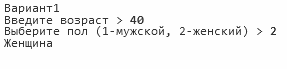 Вариант1
Введите возраст > 40
Выберите пол (1-мужской, 2-женский) > 2
Женщина